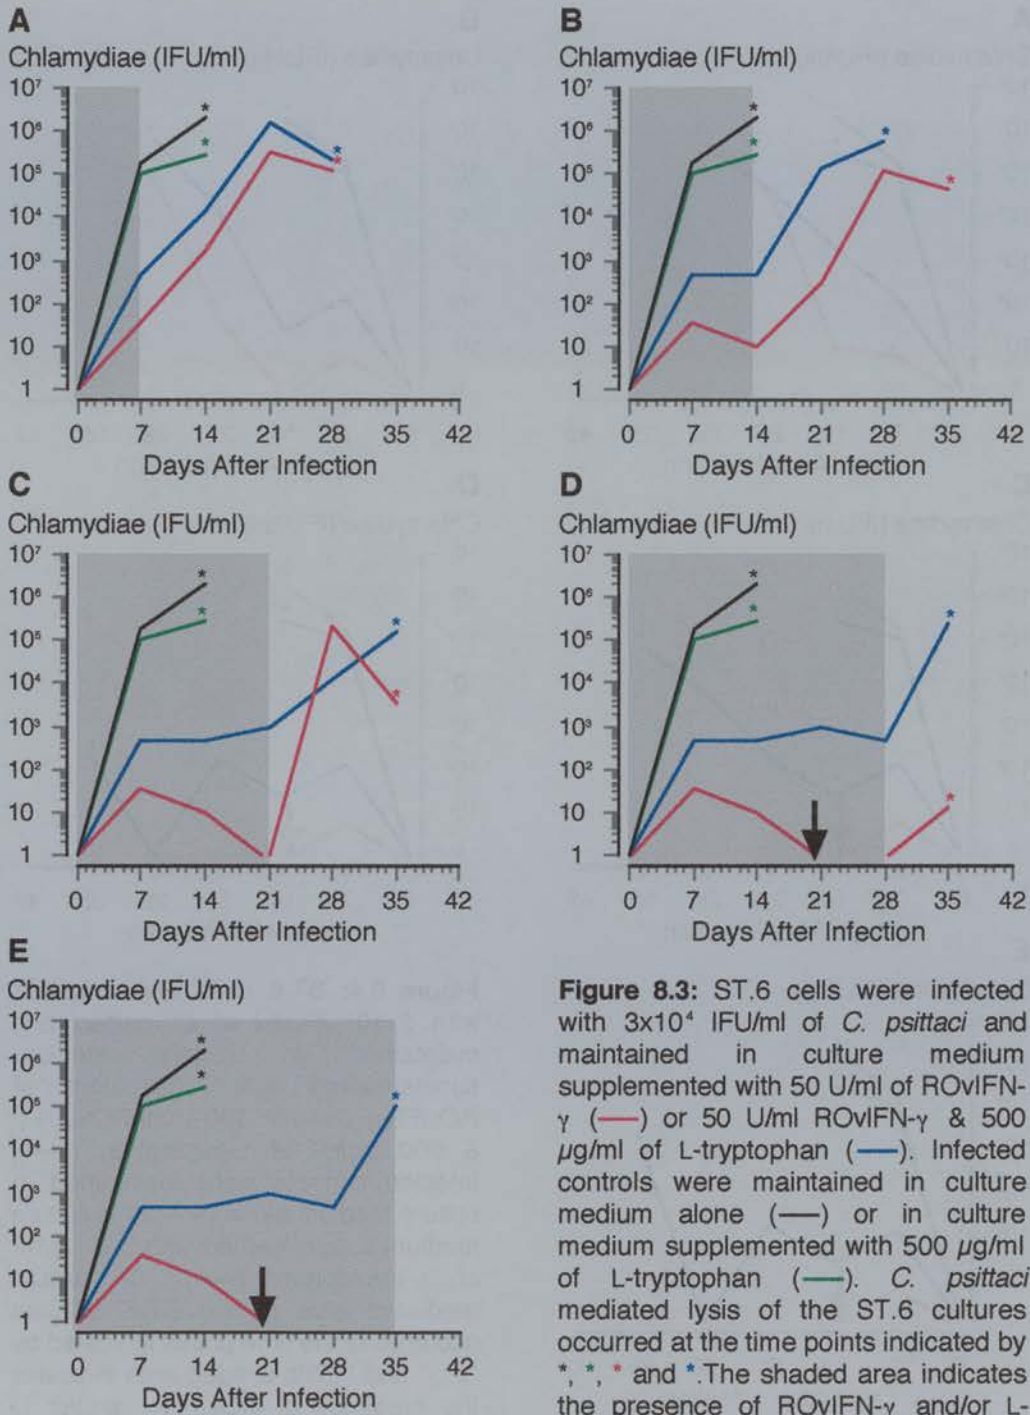 A
Chlamydiae (IFU/ml)
10⁷
10⁶
10⁵
10⁴
10³
10²
10
1
0 7 14 21 28 35 42
Days After Infection
B
Chlamydiae (IFU/ml)
10⁷
10⁶
10⁵
10⁴
10³
10²
10
1
0 7 14 21 28 35 42
Days After Infection
C
Chlamydiae (IFU/ml)
10⁷
10⁶
10⁵
10⁴
10³
10²
10
1
0 7 14 21 28 35 42
Days After Infection
D
Chlamydiae (IFU/ml)
10⁷
10⁶
10⁵
10⁴
10³
10²
10
1
0 7 14 21 28 35 42
Days After Infection
E
Chlamydiae (IFU/ml)
10⁷
10⁶
10⁵
10⁴
10³
10²
10
1
0 7 14 21 28 35 42
Days After Infection
Figure 8.3: ST.6 cells were infected
with 3x10⁴ IFU/ml of C. psittaci and
maintained in culture medium
supplemented with 50 U/ml of ROvIFN-
γ (—) or 50 U/ml ROvIFN-γ & 500
µg/ml of L-tryptophan (—). Infected
controls were maintained in culture
medium alone (—) or in culture
medium supplemented with 500 µg/ml
of L-tryptophan (—). C. psittaci
mediated lysis of the ST.6 cultures
occurred at the time points indicated by
*, *, * and *.The shaded area indicates
the presence of ROvIFN-γ and/or L-